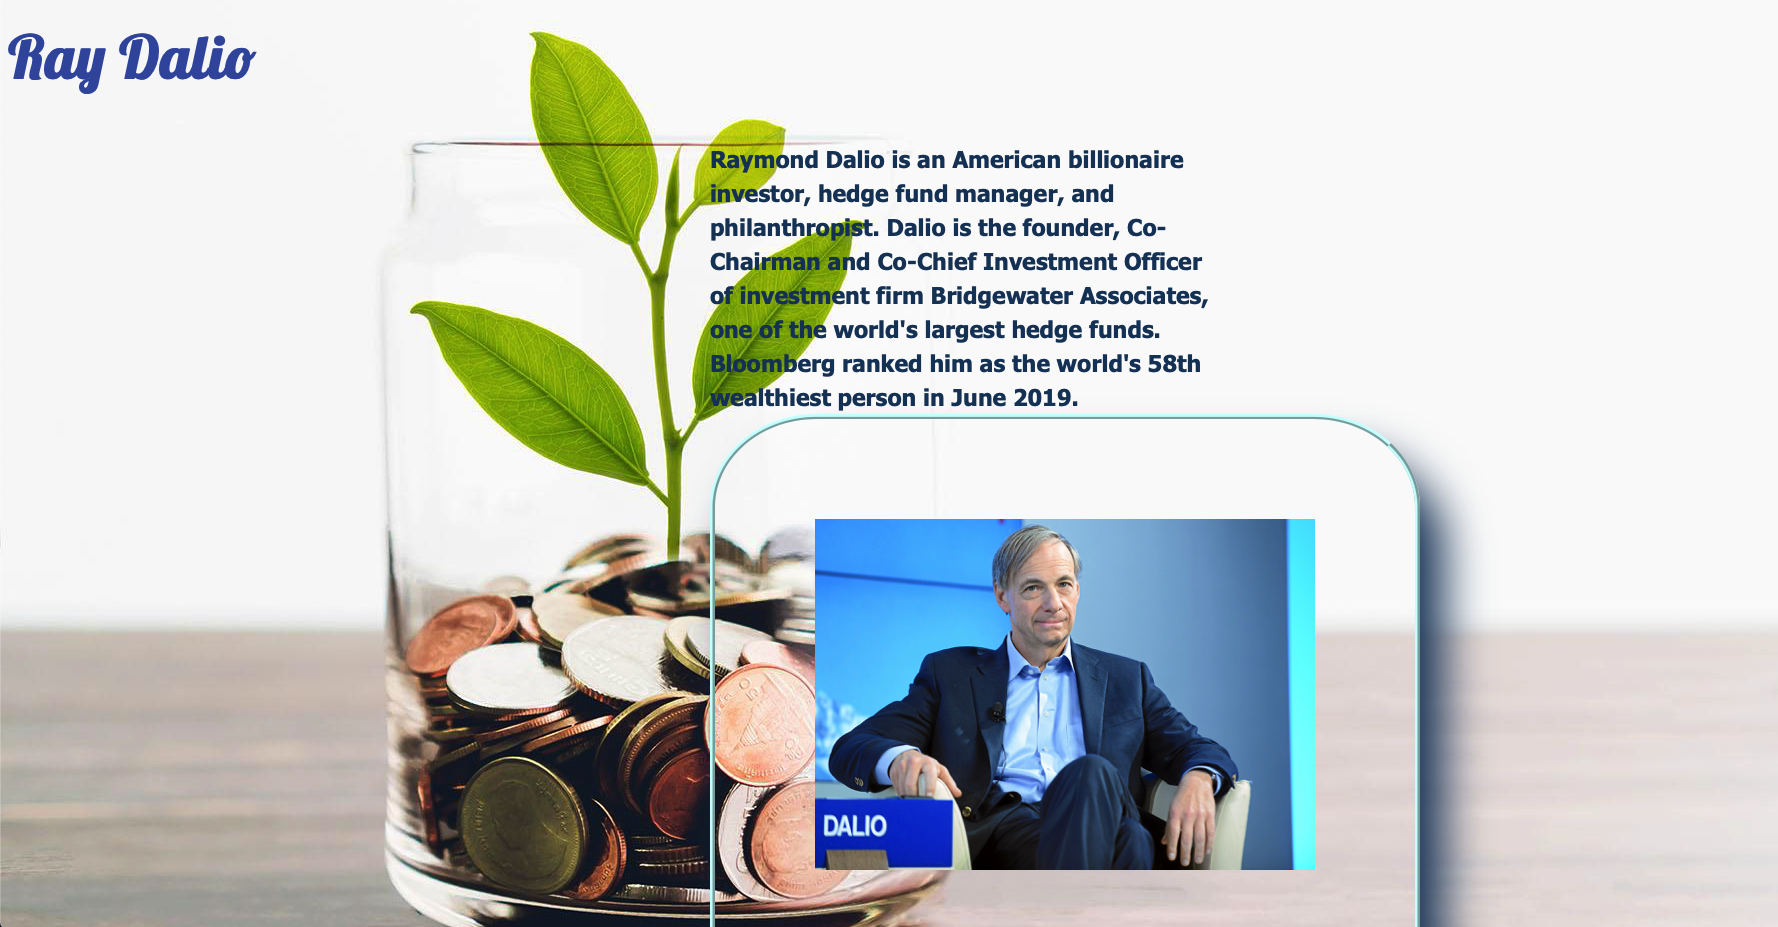 Ray Dalio
Raymond Dalio is an American billionaire
investor, hedge fund manager, and
philanthropist. Dalio is the founder, Co-
Chairman and Co-Chief Investment Officer
of investment firm Bridgewater Associates,
one of the world's largest hedge funds.
Bloomberg ranked him as the world's 58th
wealthiest person in June 2019.
DALIO